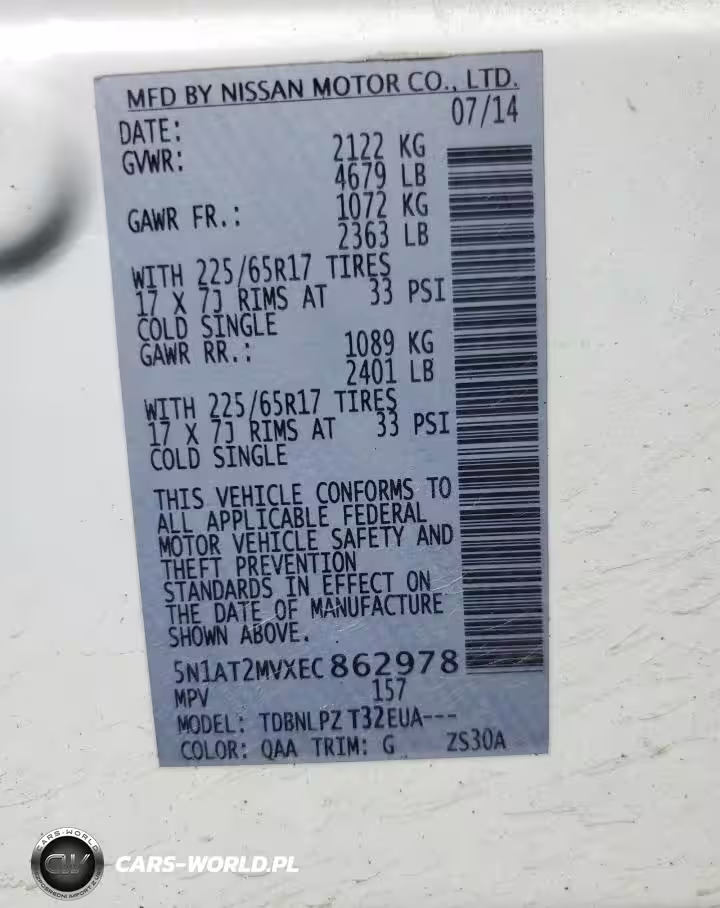 MFD BY NISSAN MOTOR CO., LTD.
DATE: 07/14
GVWR: 2122 KG
4679 LB
GAWR FR.: 1072 KG
2363 LB
WITH 225/65R17 TIRES
17 X 7J RIMS AT 33 PSI
COLD SINGLE
GAWR RR.: 1089 KG
2401 LB
WITH 225/65R17 TIRES
17 X 7J RIMS AT 33 PSI
COLD SINGLE
THIS VEHICLE CONFORMS TO
ALL APPLICABLE FEDERAL
MOTOR VEHICLE SAFETY AND
THEFT PREVENTION
STANDARDS IN EFFECT ON
THE DATE OF MANUFACTURE
SHOWN ABOVE.
5N1AT2MVXEC862978
MPV 157
MODEL: TDBNLPZ T32EUA---
COLOR: QAA TRIM: G ZS30A
CARS-WORLD
CW
CARS-WORLD.PL